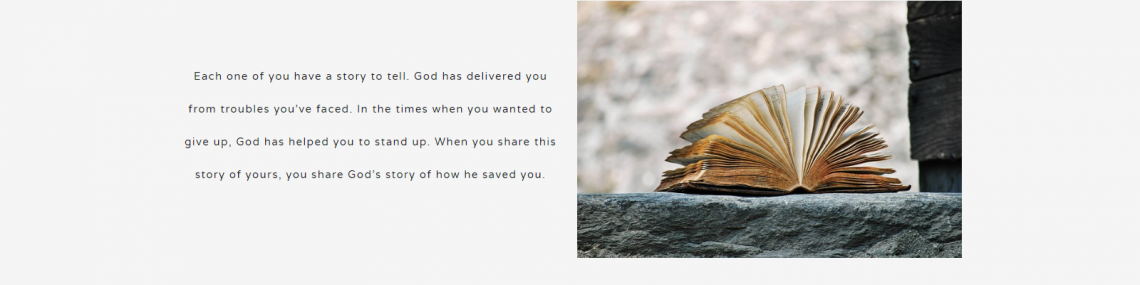 Each one of you have a story to tell. God has delivered you
from troubles you've faced. In the times when you wanted to
give up, God has helped you to stand up. When you share this
story of yours, you share God's story of how he saved you.